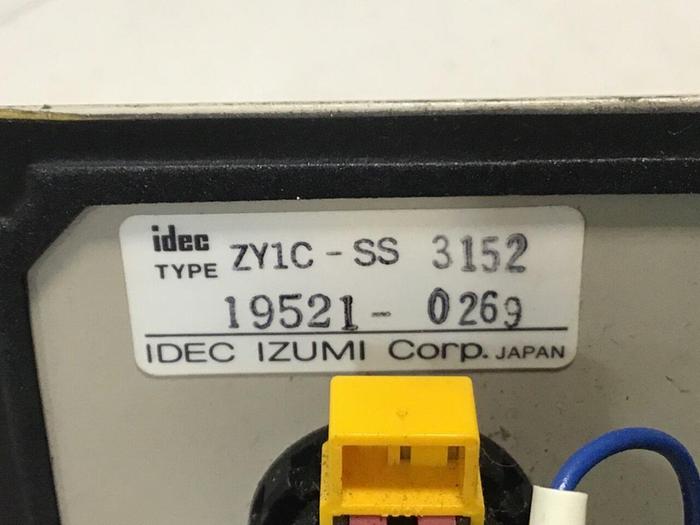 idec
TYPE ZY1C-SS 3152
19521-0269
IDEC IZUMI Corp. JAPAN